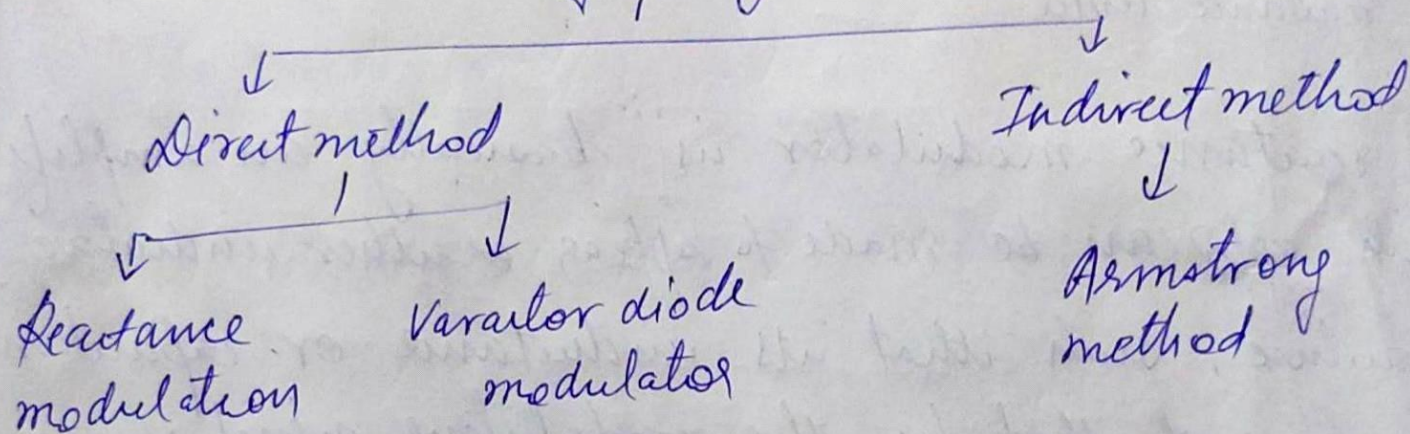 Direct method
Indirect method
Reactance
modulation
Varactor diode
modulator
Armstrong
method